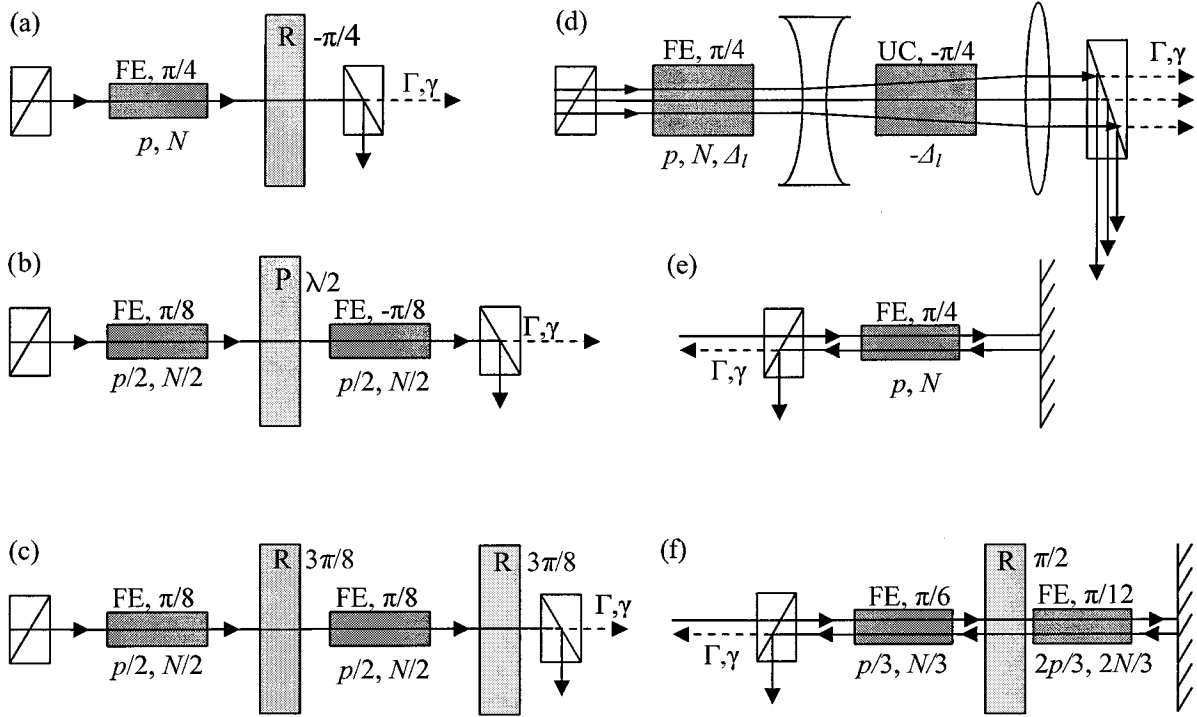 (a)
R -π/4
FE, π/4
Γ,γ
p, N
(b)
P λ/2
FE, π/8
FE, -π/8
Γ,γ
p/2, N/2
p/2, N/2
(c)
R 3π/8
R 3π/8
FE, π/8
FE, π/8
Γ,γ
p/2, N/2
p/2, N/2
(d)
FE, π/4
UC, -π/4
Γ,γ
p, N, Δl
-Δl
(e)
FE, π/4
Γ,γ
p, N
(f)
R π/2
FE, π/6
FE, π/12
Γ,γ
p/3, N/3
2p/3, 2N/3